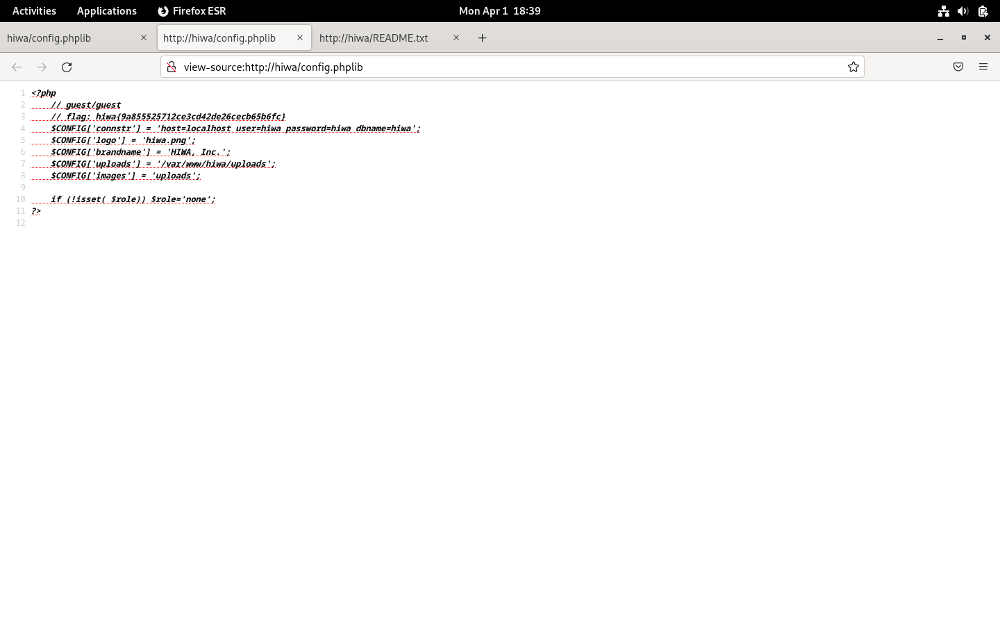 Activities Applications Firefox ESR Mon Apr 1 18:39
hiwa/config.phplib × http://hiwa/config.phplib × http://hiwa/README.txt × +
view-source:http://hiwa/config.phplib
1 <?php
2 // guest/guest
3 // flag: hiwa{9a855525712ce3cd42de26cecb65b6fc}
4 $CONFIG['connstr'] = 'host=localhost user=hiwa password=hiwa dbname=hiwa';
5 $CONFIG['logo'] = 'hiwa.png';
6 $CONFIG['brandname'] = 'HIWA, Inc.';
7 $CONFIG['uploads'] = '/var/www/hiwa/uploads';
8 $CONFIG['images'] = 'uploads';
9
10 if (!isset( $role)) $role='none';
11 ?>
12